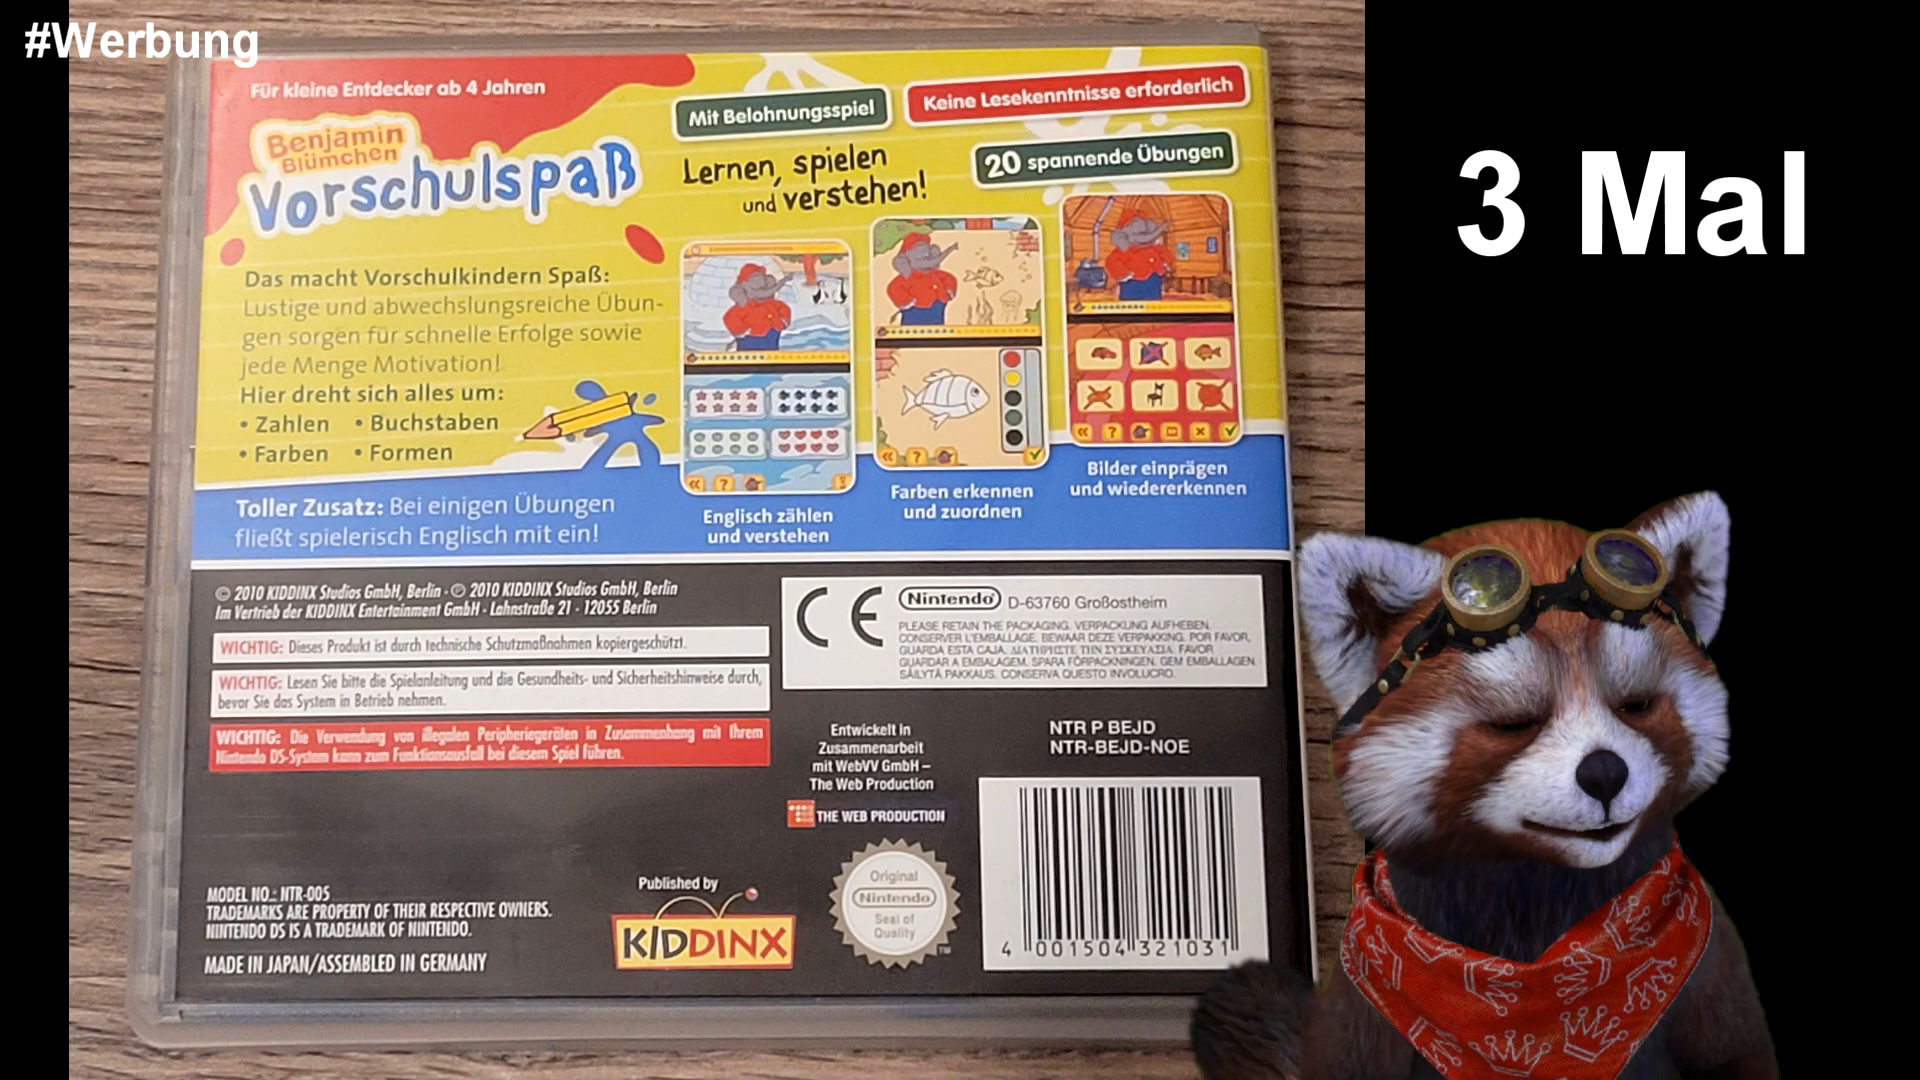 #Werbung
3 Mal
Für kleine Entdecker ab 4 Jahren
Benjamin
Blümchen
Vorschulspaß
Mit Belohnungsspiel
Keine Lesekenntnisse erforderlich
Lernen, spielen
und verstehen!
20 spannende Übungen
Das macht Vorschulkindern Spaß:
Lustige und abwechslungsreiche Übun-
gen sorgen für schnelle Erfolge sowie
jede Menge Motivation!
Hier dreht sich alles um:
• Zahlen • Buchstaben
• Farben • Formen
Toller Zusatz: Bei einigen Übungen
fließt spielerisch Englisch mit ein!
Englisch zählen
und verstehen
Farben erkennen
und zuordnen
Bilder einprägen
und wiedererkennen
© 2010 KIDDINX Studios GmbH, Berlin · ℗ 2010 KIDDINX Studios GmbH, Berlin
Im Vertrieb der KIDDINX Entertainment GmbH · Lahnstraße 21 · 12055 Berlin
WICHTIG: Dieses Produkt ist durch technische Schutzmaßnahmen kopiergeschützt.
WICHTIG: Lesen Sie bitte die Spielanleitung und die Gesundheits- und Sicherheitshinweise durch,
bevor Sie das System in Betrieb nehmen.
WICHTIG: Die Verwendung von illegalen Peripheriegeräten in Zusammenhang mit Ihrem
Nintendo DS-System kann zum Funktionsausfall bei diesem Spiel führen.
CE
Nintendo D-63760 Großostheim
PLEASE RETAIN THE PACKAGING. VERPACKUNG AUFHEBEN.
CONSERVER L'EMBALLAGE. BEWAAR DEZE VERPAKKING. POR FAVOR,
GUARDA ESTA CAJA. ΔΙΑΤΗΡΗΣΤΕ ΤΗΝ ΣΥΣΚΕΥΑΣΙΑ. FAVOR
GUARDAR A EMBALAGEM. SPARA FÖRPACKNINGEN. GEM EMBALLAGEN.
SÄILYTÄ PAKKAUS. CONSERVA QUESTO INVOLUCRO.
Entwickelt in
Zusammenarbeit
mit WebVV GmbH –
The Web Production
THE WEB PRODUCTION
NTR P BEJD
NTR-BEJD-NOE
MODEL NO.: NTR-005
TRADEMARKS ARE PROPERTY OF THEIR RESPECTIVE OWNERS.
NINTENDO DS IS A TRADEMARK OF NINTENDO.
MADE IN JAPAN/ASSEMBLED IN GERMANY
Published by
KIDDINX
Original
Nintendo
Seal of
Quality
TM
4 001504 321031